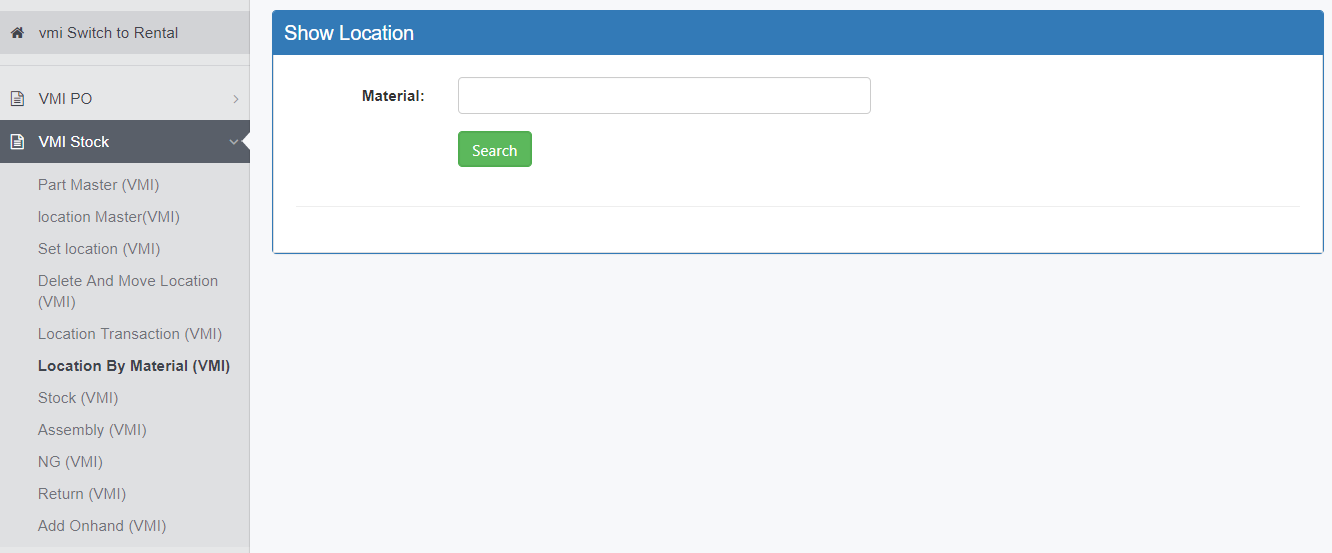 vmi Switch to Rental
VMI PO
VMI Stock
Part Master (VMI)
location Master(VMI)
Set location (VMI)
Delete And Move Location
(VMI)
Location Transaction (VMI)
Location By Material (VMI)
Stock (VMI)
Assembly (VMI)
NG (VMI)
Return (VMI)
Add Onhand (VMI)
Show Location
Material:
Search